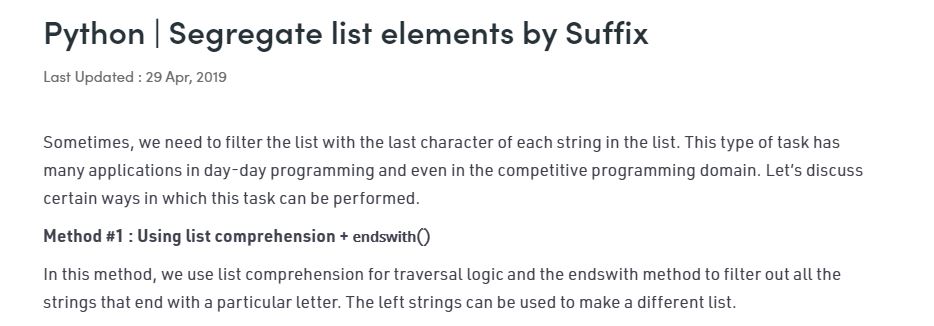 Python | Segregate list elements by Suffix
Last Updated : 29 Apr, 2019
Sometimes, we need to filter the list with the last character of each string in the list. This type of task has
many applications in day-day programming and even in the competitive programming domain. Let’s discuss
certain ways in which this task can be performed.
Method #1 : Using list comprehension + endswith()
In this method, we use list comprehension for traversal logic and the endswith method to filter out all the
strings that end with a particular letter. The left strings can be used to make a different list.